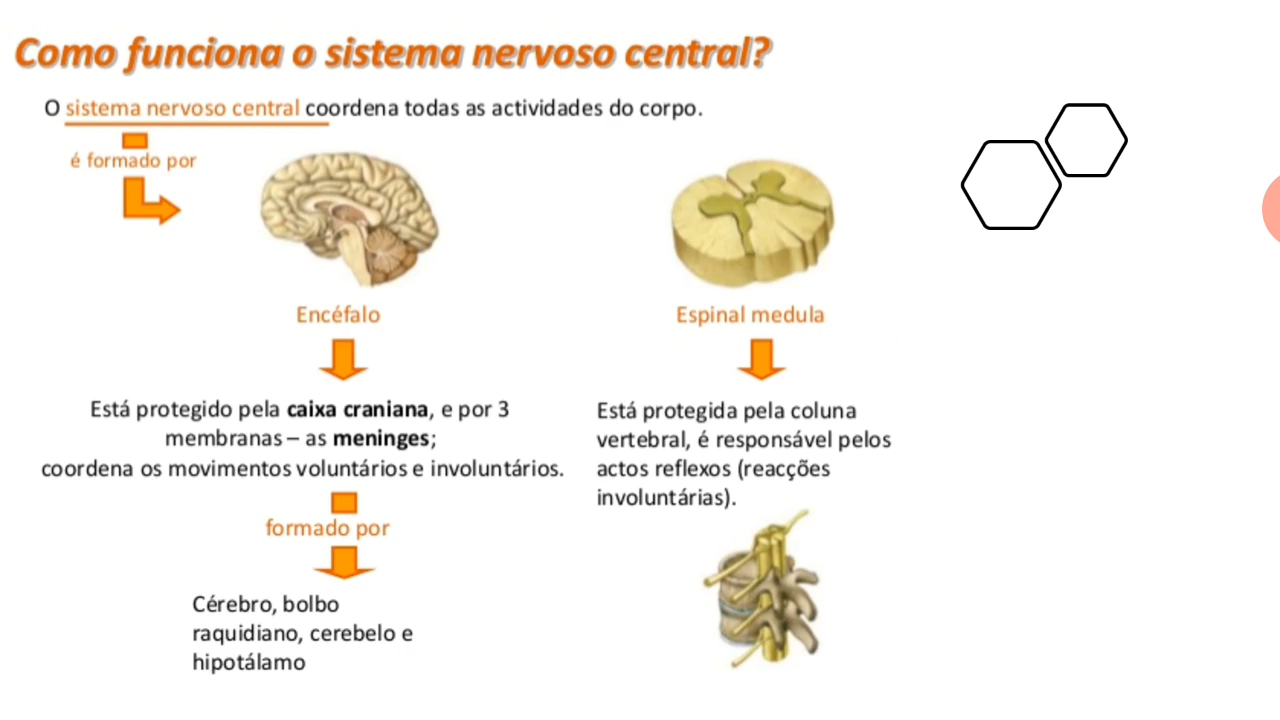 Como funciona o sistema nervoso central?
O sistema nervoso central coordena todas as actividades do corpo.
é formado por
Encéfalo
Espinal medula
Está protegido pela caixa craniana, e por 3
membranas – as meninges;
coordena os movimentos voluntários e involuntários.
Está protegida pela coluna
vertebral, é responsável pelos
actos reflexos (reacções
involuntárias).
formado por
Cérebro, bolbo
raquidiano, cerebelo e
hipotálamo